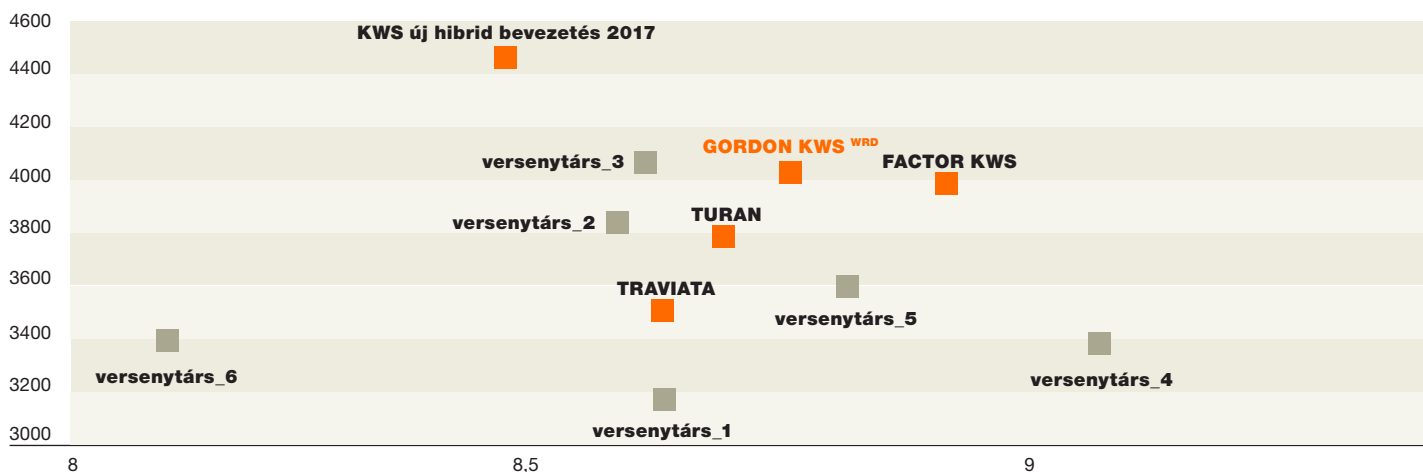 4600
KWS új hibrid bevezetés 2017
4400
4200
GORDON KWS WRD
versenytárs_3
FACTOR KWS
4000
TURAN
versenytárs_2
3800
3600
TRAVIATA
versenytárs_5
3400
versenytárs_6
versenytárs_4
3200
versenytárs_1
3000
8
8,5
9